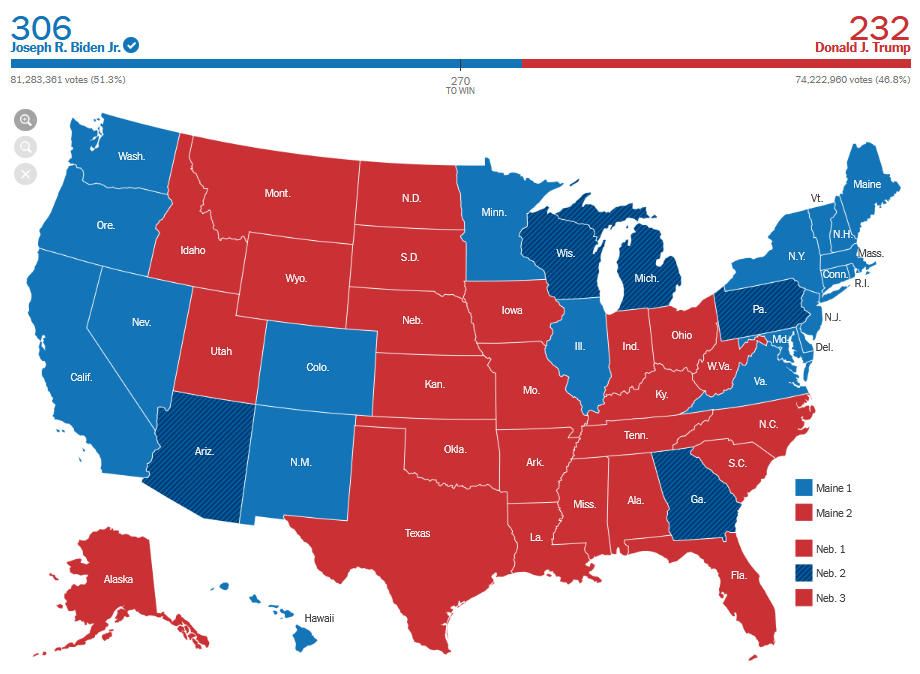 306
232
Joseph R. Biden Jr.
Donald J. Trump
81,283,361 votes (51.3%)
270
TO WIN
74,222,960 votes (46.8%)
Wash.
Mont.
N.D.
Minn.
Maine
Vt.
Ore.
Idaho
S.D.
Wis.
Mich.
N.H.
N.Y.
Mass.
Conn.
R.I.
Wyo.
Iowa
Nev.
Neb.
Pa.
N.J.
Utah
Colo.
Ill.
Ind.
Ohio
Md.
Del.
Calif.
Kan.
Mo.
W.Va.
Va.
Ky.
Ariz.
N.M.
Okla.
Ark.
Tenn.
N.C.
S.C.
Texas
La.
Miss.
Ala.
Ga.
Fla.
Alaska
Hawaii
Maine 1
Maine 2
Neb. 1
Neb. 2
Neb. 3